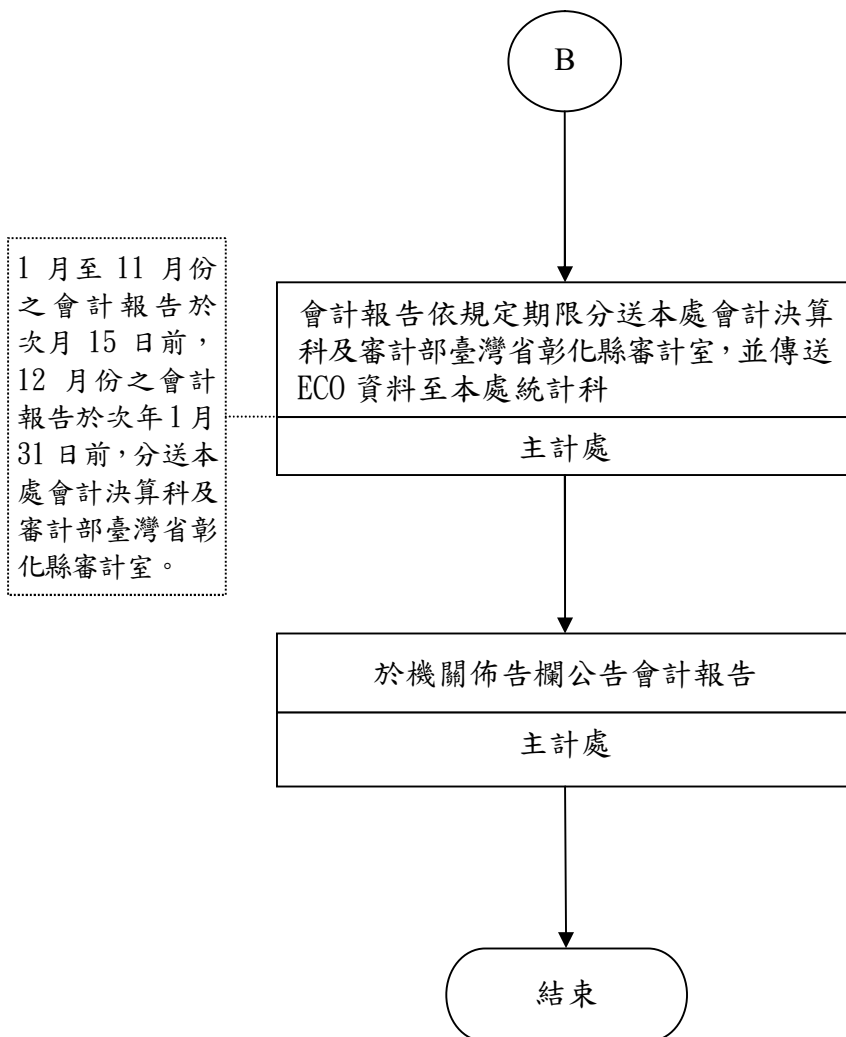 B
1 月至 11 月份
之會計報告於
次月 15 日前，
12 月份之會計
報告於次年1 月
31 日前，分送本
處會計決算科及
審計部臺灣省彰
化縣審計室。
會計報告依規定期限分送本處會計決算
科及審計部臺灣省彰化縣審計室，並傳送
ECO 資料至本處統計科
主計處
於機關佈告欄公告會計報告
主計處
結束